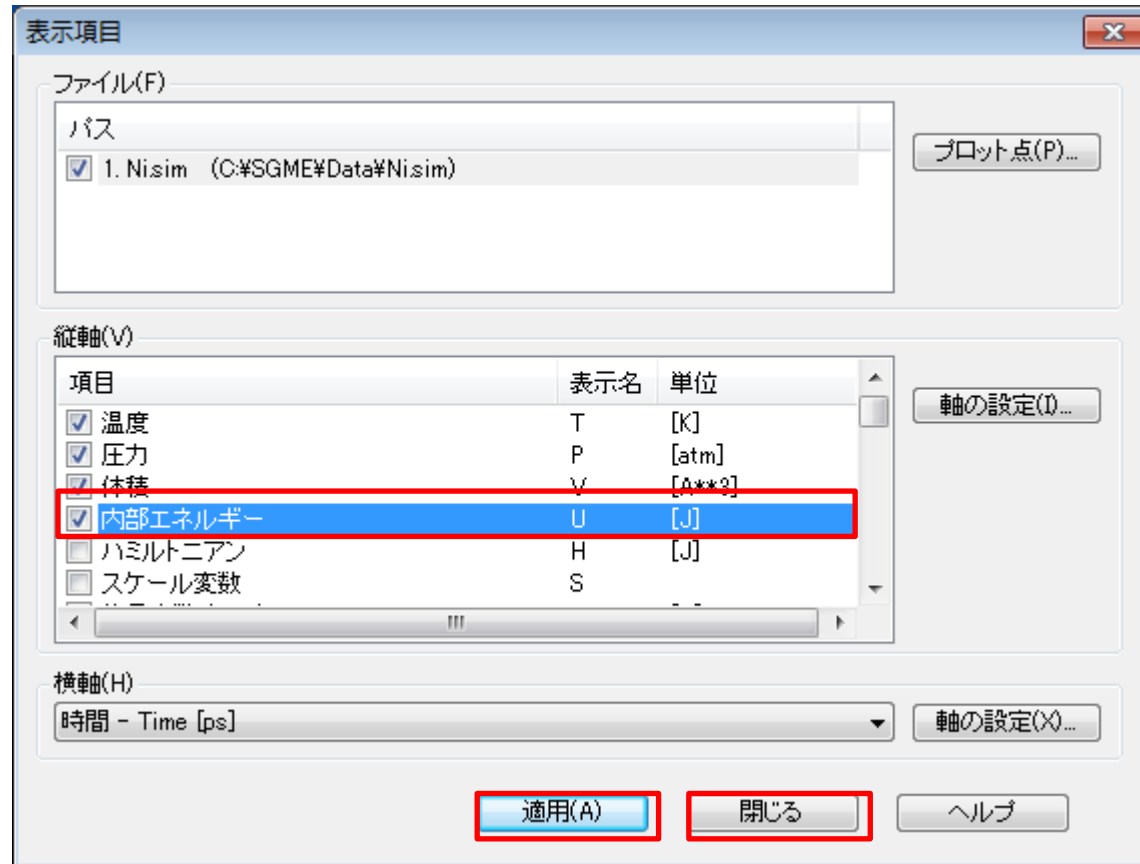 表示項目
ファイル(F)
パス
1. Ni.sim (C:¥SGME¥Data¥Ni.sim)
プロット点(P)...
縦軸(V)
項目 表示名 単位
温度 T [K]
圧力 P [atm]
体積 V [A**3]
内部エネルギー U [J]
ハミルトニアン H [J]
スケール変数 S
軸の設定(I)...
横軸(H)
時間 - Time [ps]
軸の設定(X)...
適用(A) 閉じる ヘルプ